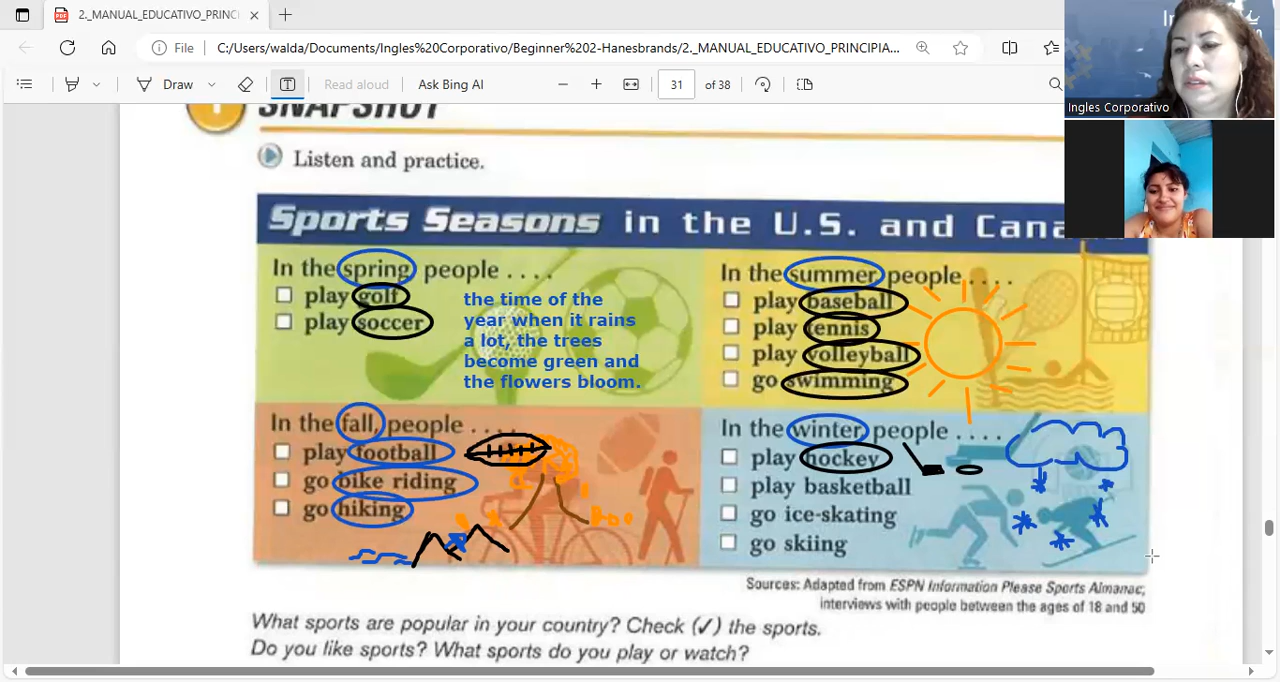 2._MANUAL_EDUCATIVO_PRINCI
File C:/Users/walda/Documents/Ingles%20Corporativo/Beginner%202-Hanesbrands/2._MANUAL_EDUCATIVO_PRINCIPIA...
Draw Read aloud Ask Bing AI 31 of 38
Ingles Corporativo
SNAPSHOT
Listen and practice.
Sports Seasons in the U.S. and Cana
In the spring people . . . .
play golf
play soccer
the time of the
year when it rains
a lot, the trees
become green and
the flowers bloom.
In the summer people . . . .
play baseball
play tennis
play volleyball
go swimming
In the fall, people . . . .
play football
go bike riding
go hiking
In the winter people . . . .
play hockey
play basketball
go ice-skating
go skiing
Sources: Adapted from ESPN Information Please Sports Almanac;
interviews with people between the ages of 18 and 50
What sports are popular in your country? Check (✓) the sports.
Do you like sports? What sports do you play or watch?